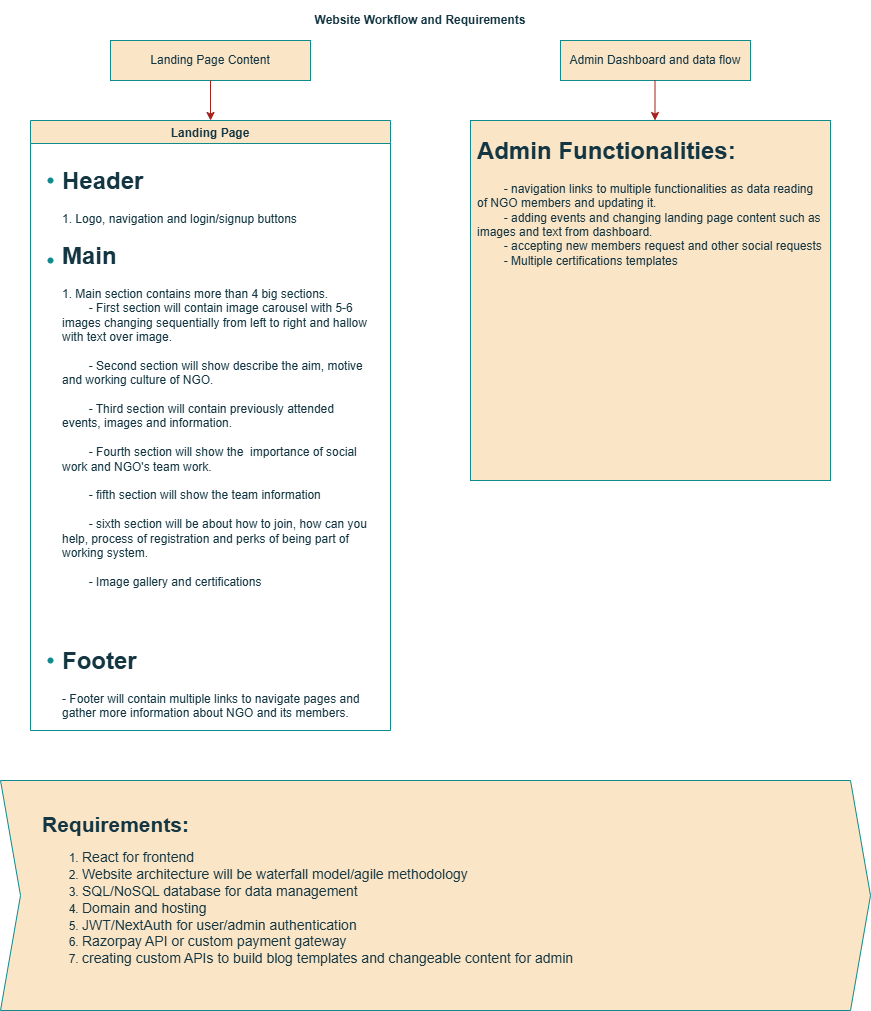 Website Workflow and Requirements
Landing Page Content
Admin Dashboard and data flow
Landing Page
Header
1. Logo, navigation and login/signup buttons
Main
1. Main section contains more than 4 big sections.
- First section will contain image carousel with 5-6
images changing sequentially from left to right and hallow
with text over image.
- Second section will show describe the aim, motive
and working culture of NGO.
- Third section will contain previously attended
events, images and information.
- Fourth section will show the  importance of social
work and NGO's team work.
- fifth section will show the team information
- sixth section will be about how to join, how can you
help, process of registration and perks of being part of
working system.
- Image gallery and certifications
Footer
- Footer will contain multiple links to navigate pages and
gather more information about NGO and its members.
Admin Functionalities:
- navigation links to multiple functionalities as data reading
of NGO members and updating it.
- adding events and changing landing page content such as
images and text from dashboard.
- accepting new members request and other social requests
- Multiple certifications templates
Requirements:
1. React for frontend
2. Website architecture will be waterfall model/agile methodology
3. SQL/NoSQL database for data management
4. Domain and hosting
5. JWT/NextAuth for user/admin authentication
6. Razorpay API or custom payment gateway
7. creating custom APIs to build blog templates and changeable content for admin